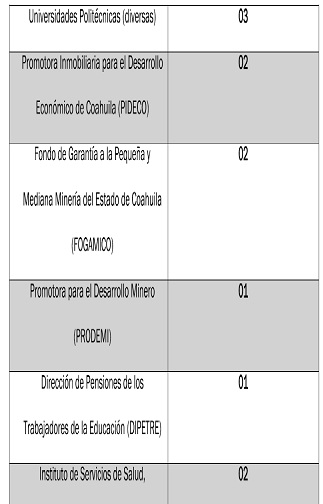 Universidades Politécnicas (diversas) 03
Promotora Inmobiliaria para el Desarrollo 02
Económico de Coahuila (PIDECO)
Fondo de Garantía a la Pequeña y 02
Mediana Minería del Estado de Coahuila
(FOGAMICO)
Promotora para el Desarrollo Minero 01
(PRODEMI)
Dirección de Pensiones de los 01
Trabajadores de la Educación (DIPETRE)
Instituto de Servicios de Salud, 02